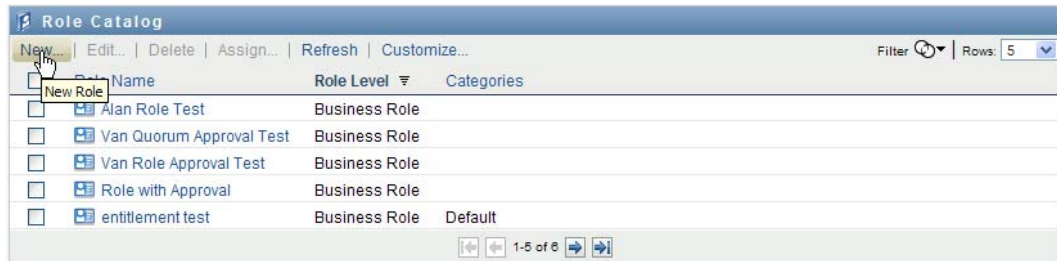 Role Catalog
New... | Edit... | Delete | Assign... | Refresh | Customize... Filter | Rows: 5
Name Role Level Categories
New Role
Alan Role Test Business Role
Van Quorum Approval Test Business Role
Van Role Approval Test Business Role
Role with Approval Business Role
entitlement test Business Role Default
1-5 of 6